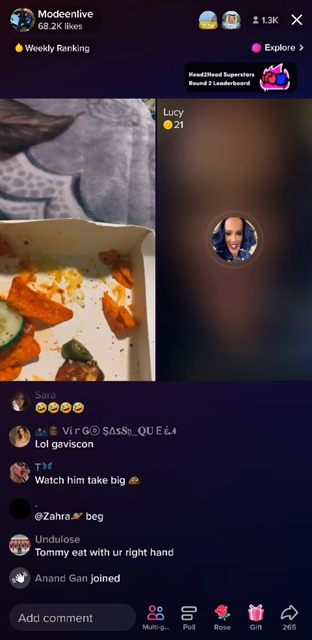 Modeenlive
68.2K likes
1.3K
Weekly Ranking
Explore >
Head2Head Superstars
Round 2 Leaderboard
Lucy
21
Sara
🤣🤣🤣🤣
Lol gaviscon
T🦋
Watch him take big 💩
.
@Zahra🪐 beg
Undulose
Tommy eat with ur right hand
Anand Gan joined
Add comment
Multi-g...
Poll
Rose
Gift
265